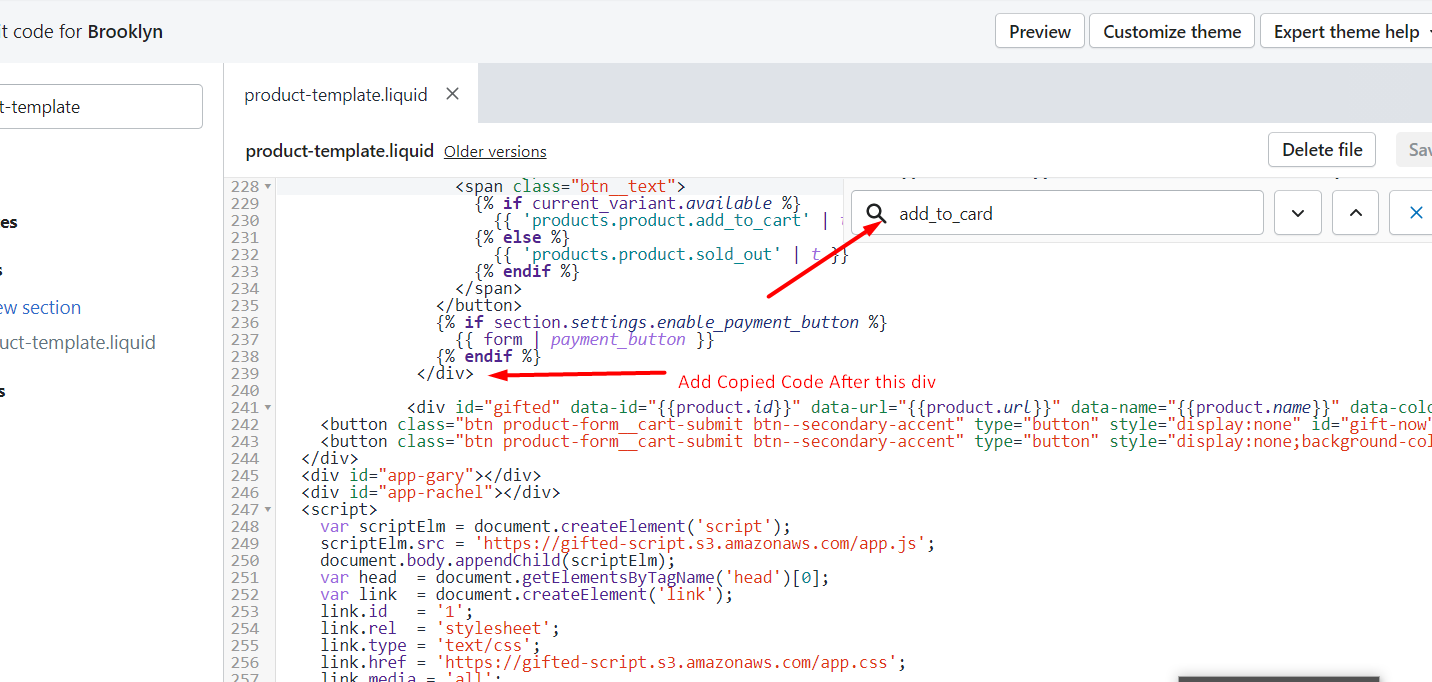 t code for Brooklyn
Preview
Customize theme
Expert theme help
t-template
product-template.liquid
product-template.liquid Older versions
Delete file
Sav
es
s
ew section
uct-template.liquid
s
add_to_card
228 <span class="btn__text">
229 {% if current_variant.available %}
230 {{ 'products.product.add_to_cart' |
231 {% else %}
232 {{ 'products.product.sold_out' | t }}
233 {% endif %}
234 </span>
235 </button>
236 {% if section.settings.enable_payment_button %}
237 {{ form | payment_button }}
238 {% endif %}
239 </div>
Add Copied Code After this div
240
241 <div id="gifted" data-id="{{product.id}}" data-url="{{product.url}}" data-name="{{product.name}}" data-colo
242 <button class="btn product-form__cart-submit btn--secondary-accent" type="button" style="display:none" id="gift-now"
243 <button class="btn product-form__cart-submit btn--secondary-accent" type="button" style="display:none;background-col
244 </div>
245 <div id="app-gary"></div>
246 <div id="app-rachel"></div>
247 <script>
248 var scriptElm = document.createElement('script');
249 scriptElm.src = 'https://gifted-script.s3.amazonaws.com/app.js';
250 document.body.appendChild(scriptElm);
251 var head  = document.getElementsByTagName('head')[0];
252 var link  = document.createElement('link');
253 link.id   = '1';
254 link.rel  = 'stylesheet';
255 link.type = 'text/css';
256 link.href = 'https://gifted-script.s3.amazonaws.com/app.css';
257 link.media = 'all';